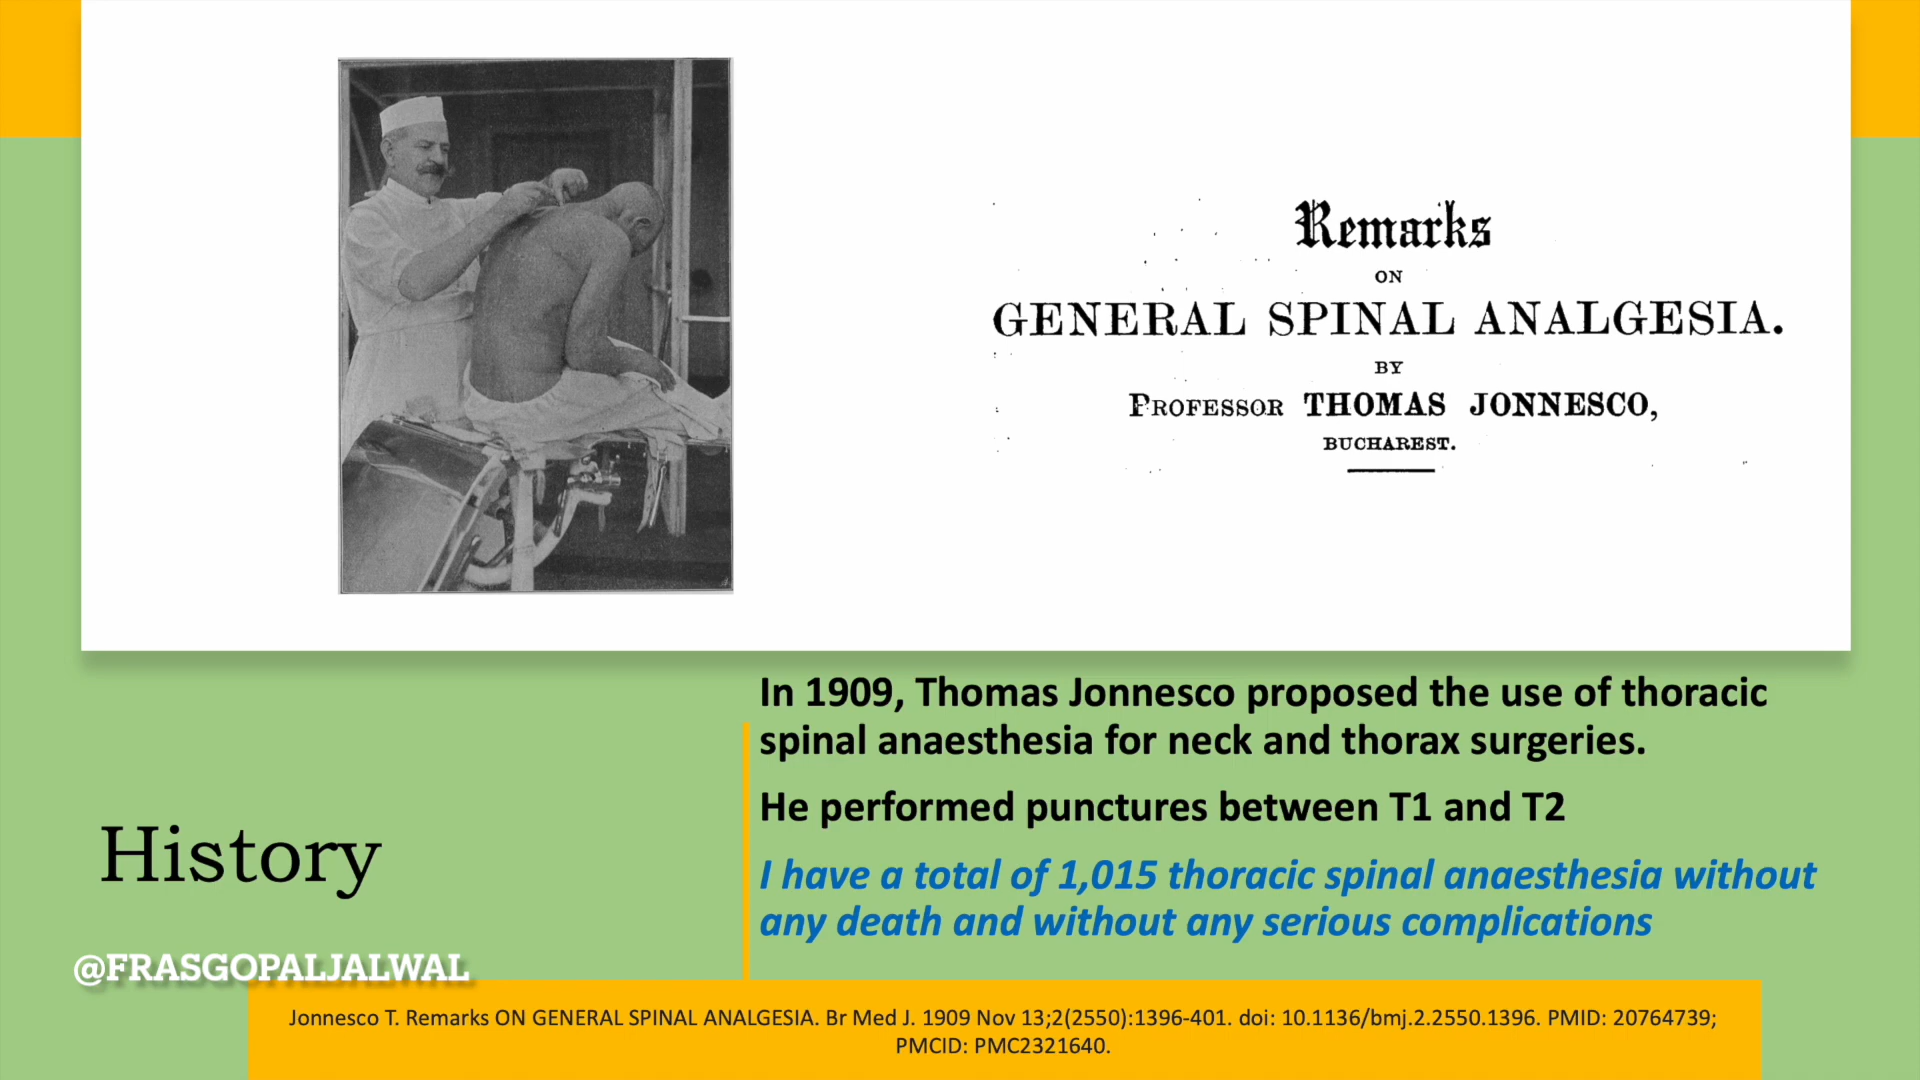 Remarks
ON
GENERAL SPINAL ANALGESIA.
BY
PROFESSOR THOMAS JONNESCO,
BUCHAREST.
In 1909, Thomas Jonnesco proposed the use of thoracic
spinal anaesthesia for neck and thorax surgeries.
He performed punctures between T1 and T2
I have a total of 1,015 thoracic spinal anaesthesia without
any death and without any serious complications
History
@FRASGOPALJALWAL
Jonnesco T. Remarks ON GENERAL SPINAL ANALGESIA. Br Med J. 1909 Nov 13;2(2550):1396-401. doi: 10.1136/bmj.2.2550.1396. PMID: 20764739;
PMCID: PMC2321640.